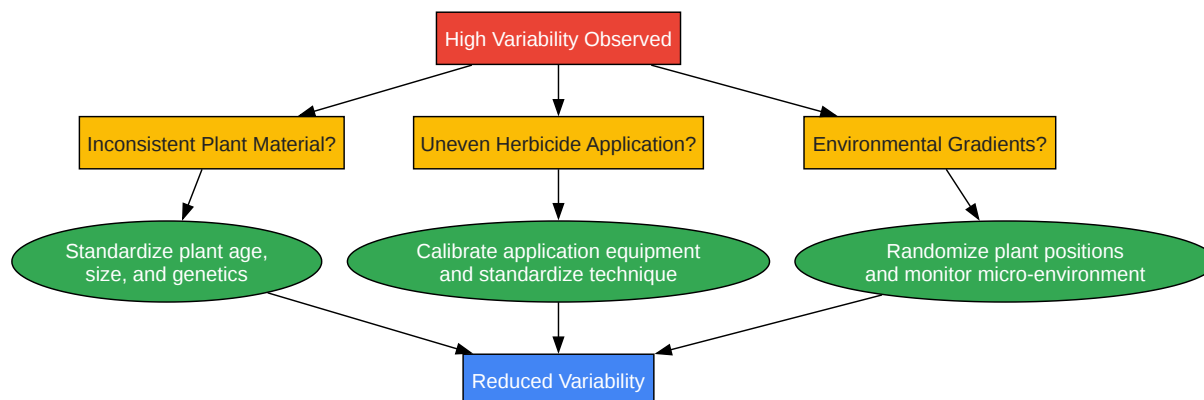 High Variability Observed
Inconsistent Plant Material?
Uneven Herbicide Application?
Environmental Gradients?
Standardize plant age,
size, and genetics
Calibrate application equipment
and standardize technique
Randomize plant positions
and monitor micro-environment
Reduced Variability